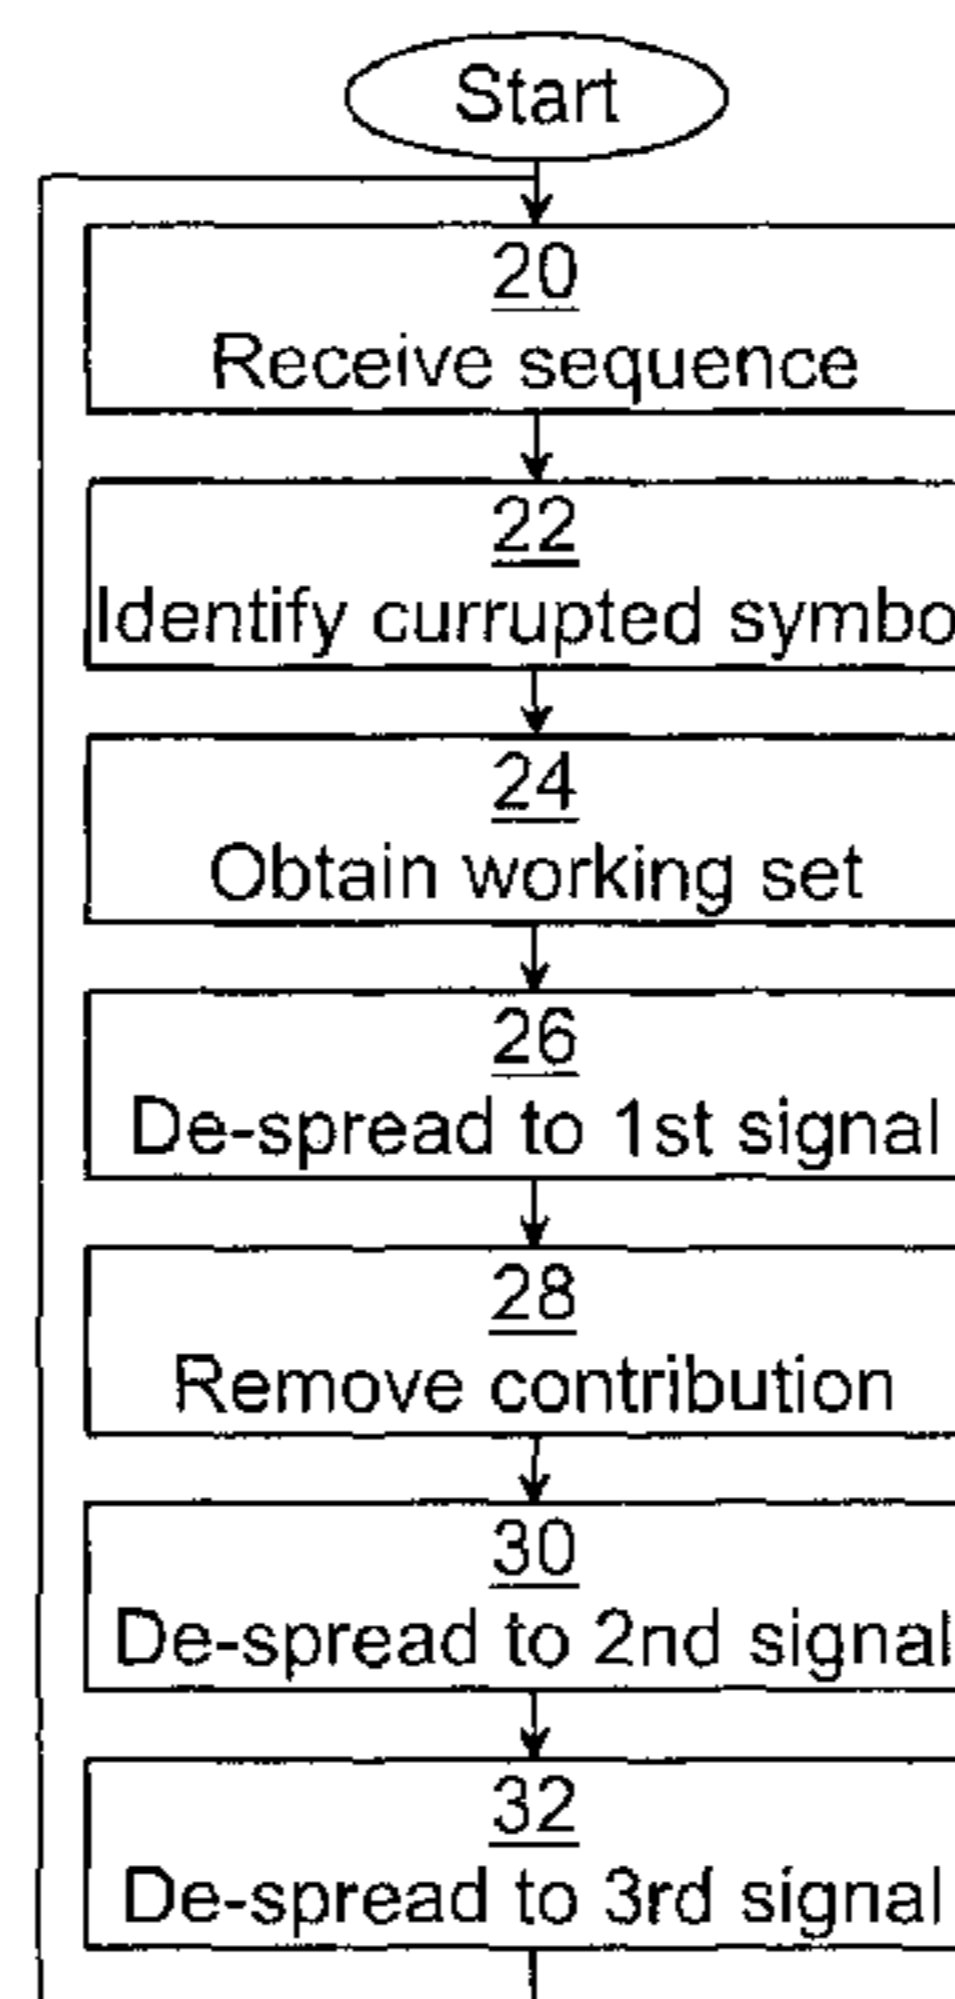 Start
20
Receive sequence
22
Identify currupted symbo
24
Obtain working set
26
De-spread to 1st signal
28
Remove contribution
30
De-spread to 2nd signal
32
De-spread to 3rd signal